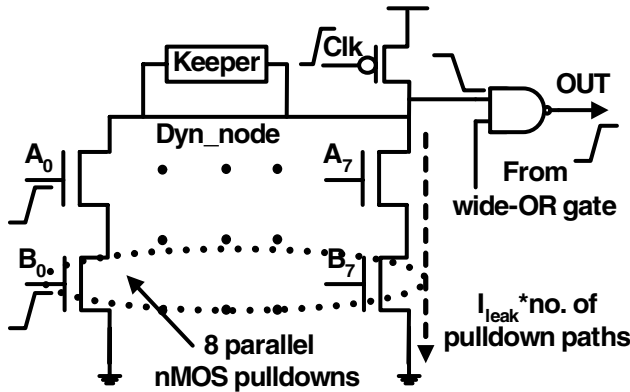 Keeper
Clk
OUT
Dyn_node
A0
A7
From
wide-OR gate
B0
B7
8 parallel
nMOS pulldowns
Ileak*no. of
pulldown paths